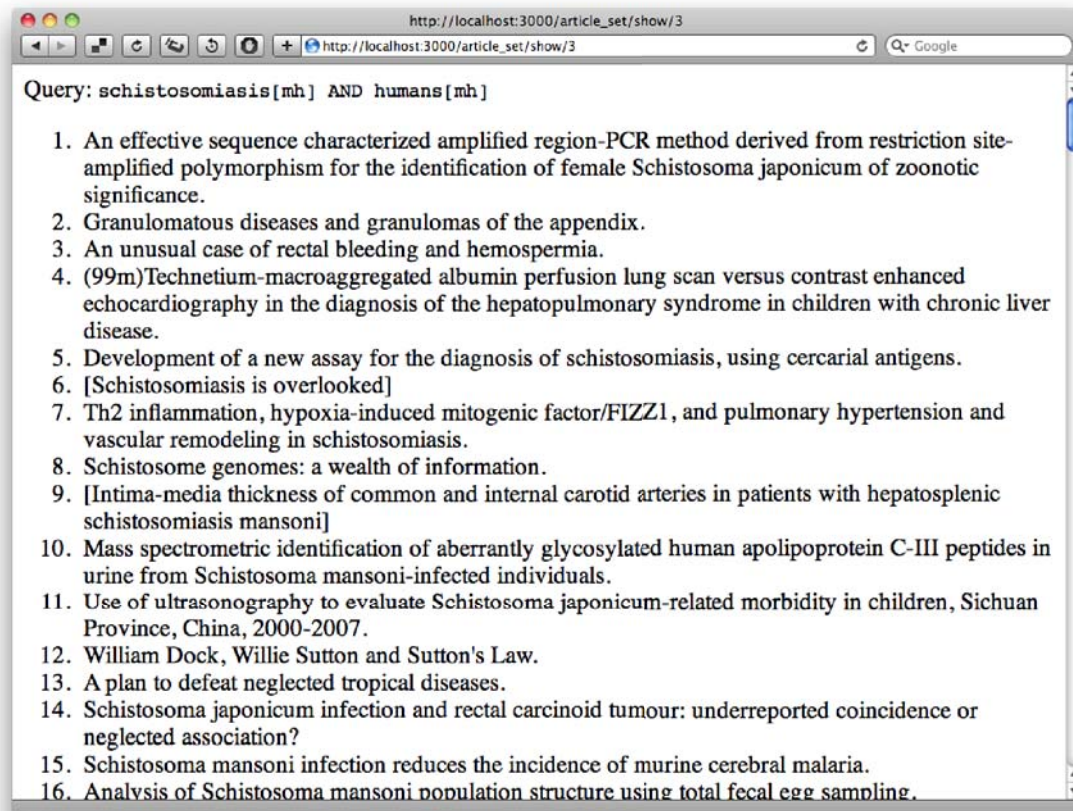 http://localhost:3000/article_set/show/3
http://localhost:3000/article_set/show/3
Google
Query: schistosomiasis[mh] AND humans[mh]
1. An effective sequence characterized amplified region-PCR method derived from restriction site-
amplified polymorphism for the identification of female Schistosoma japonicum of zoonotic
significance.
2. Granulomatous diseases and granulomas of the appendix.
3. An unusual case of rectal bleeding and hemospermia.
4. (99m)Technetium-macroaggregated albumin perfusion lung scan versus contrast enhanced
echocardiography in the diagnosis of the hepatopulmonary syndrome in children with chronic liver
disease.
5. Development of a new assay for the diagnosis of schistosomiasis, using cercarial antigens.
6. [Schistosomiasis is overlooked]
7. Th2 inflammation, hypoxia-induced mitogenic factor/FIZZ1, and pulmonary hypertension and
vascular remodeling in schistosomiasis.
8. Schistosome genomes: a wealth of information.
9. [Intima-media thickness of common and internal carotid arteries in patients with hepatosplenic
schistosomiasis mansoni]
10. Mass spectrometric identification of aberrantly glycosylated human apolipoprotein C-III peptides in
urine from Schistosoma mansoni-infected individuals.
11. Use of ultrasonography to evaluate Schistosoma japonicum-related morbidity in children, Sichuan
Province, China, 2000-2007.
12. William Dock, Willie Sutton and Sutton's Law.
13. A plan to defeat neglected tropical diseases.
14. Schistosoma japonicum infection and rectal carcinoid tumour: underreported coincidence or
neglected association?
15. Schistosoma mansoni infection reduces the incidence of murine cerebral malaria.
16. Analysis of Schistosoma mansoni population structure using total fecal egg sampling.